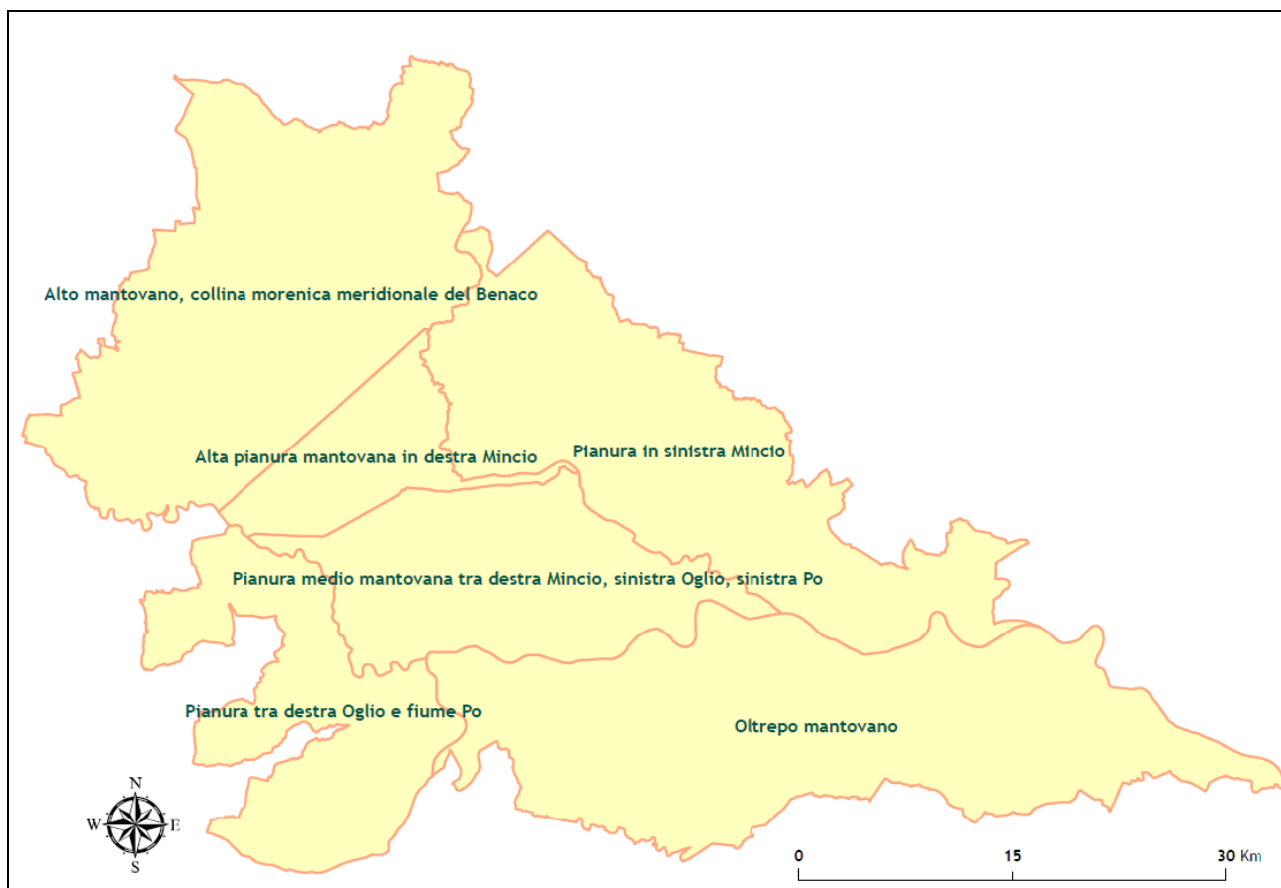 Alto mantovano, collina morenica meridionale del Benaco
Alta pianura mantovana in destra Mincio
Pianura in sinistra Mincio
Pianura medio mantovana tra destra Mincio, sinistra Oglio, sinistra Po
Pianura tra destra Oglio e fiume Po
Oltrepo mantovano
N
W E
S
0 15 30 Km